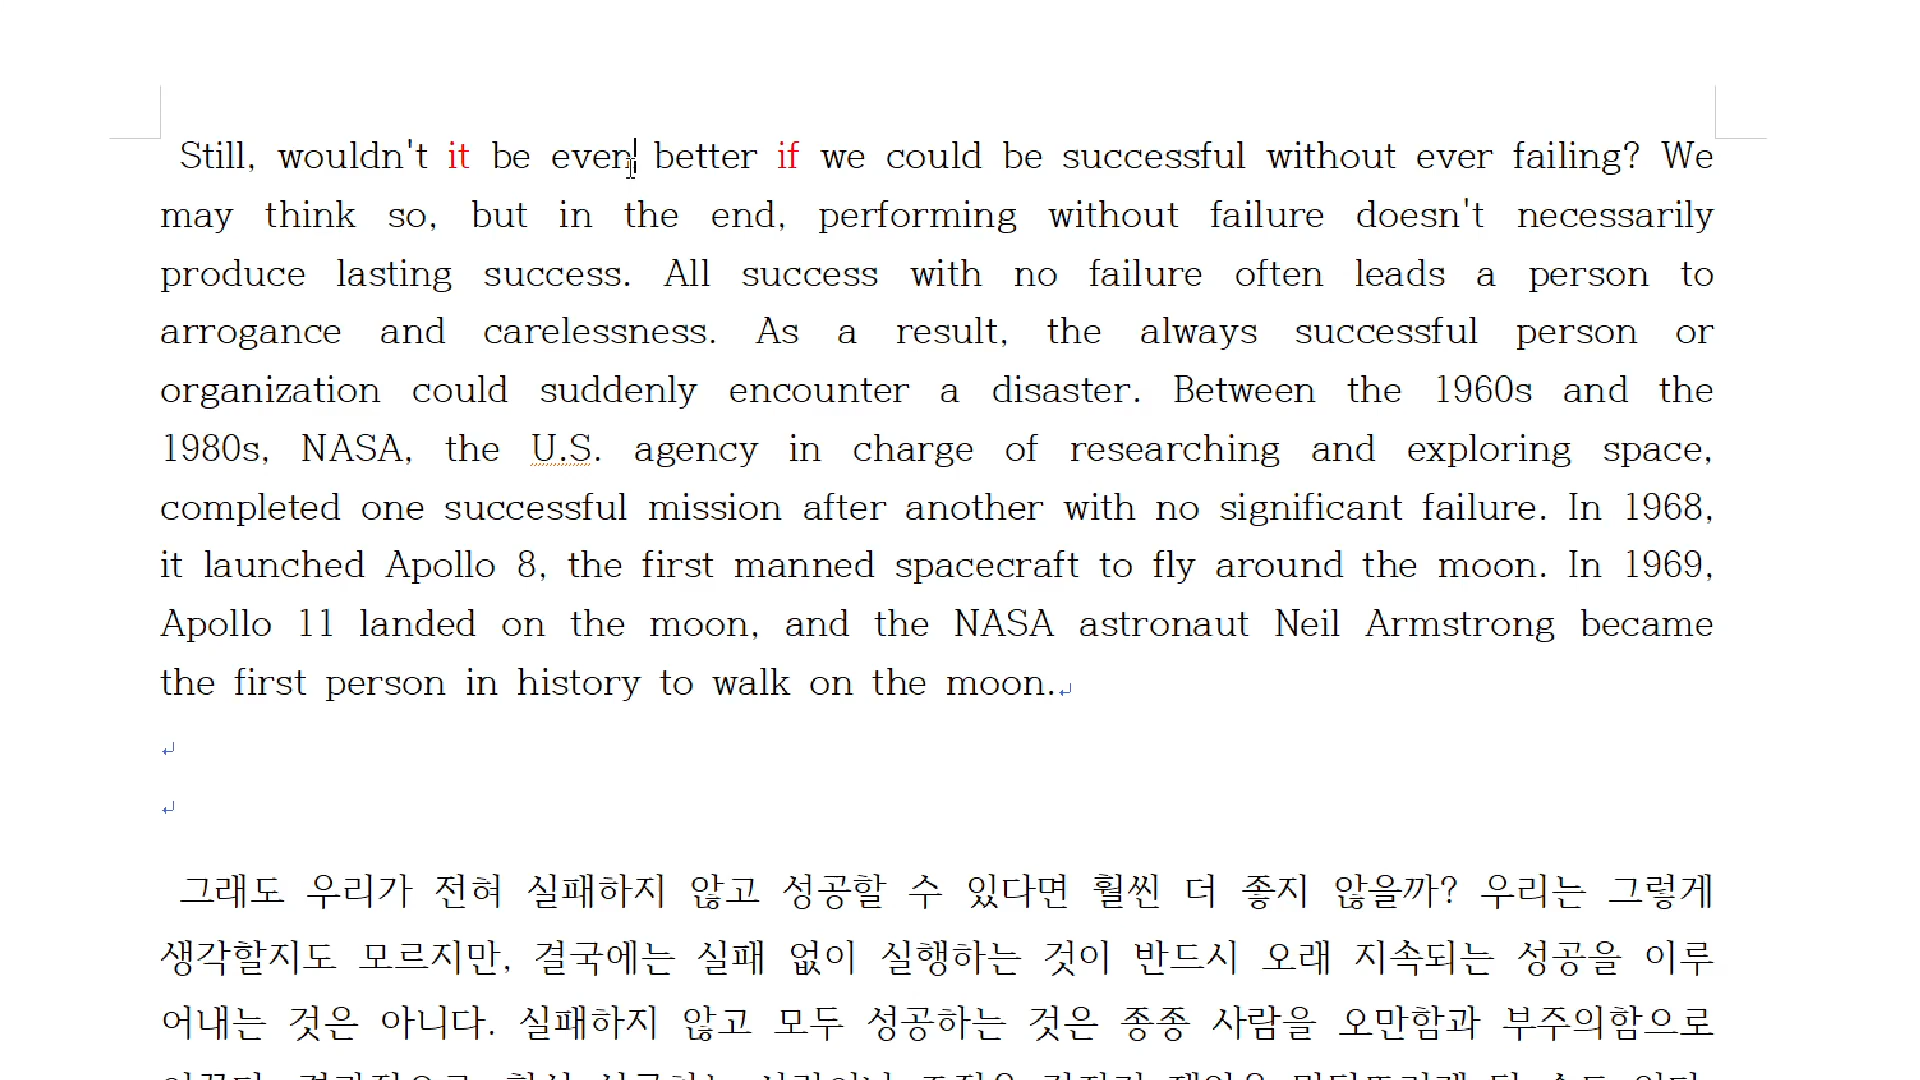 Still, wouldn't it be even better if we could be successful without ever failing? We
may think so, but in the end, performing without failure doesn't necessarily
produce lasting success. All success with no failure often leads a person to
arrogance and carelessness. As a result, the always successful person or
organization could suddenly encounter a disaster. Between the 1960s and the
1980s, NASA, the U.S. agency in charge of researching and exploring space,
completed one successful mission after another with no significant failure. In 1968,
it launched Apollo 8, the first manned spacecraft to fly around the moon. In 1969,
Apollo 11 landed on the moon, and the NASA astronaut Neil Armstrong became
the first person in history to walk on the moon.
그래도 우리가 전혀 실패하지 않고 성공할 수 있다면 훨씬 더 좋지 않을까? 우리는 그렇게
생각할지도 모르지만, 결국에는 실패 없이 실행하는 것이 반드시 오래 지속되는 성공을 이루
어내는 것은 아니다. 실패하지 않고 모두 성공하는 것은 종종 사람을 오만함과 부주의함으로